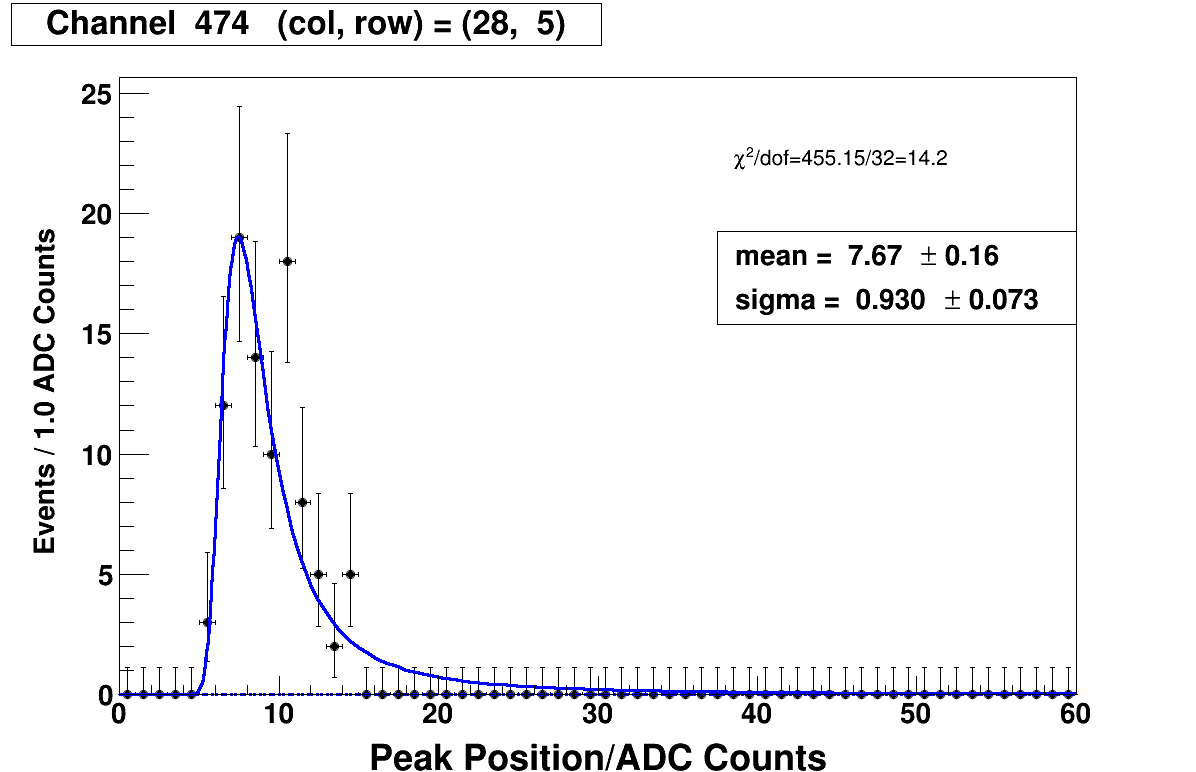 Channel 474 (col, row) = (28, 5)
25
20
15
10
5
0
Events / 1.0 ADC Counts
χ²/dof=455.15/32=14.2
mean = 7.67 ± 0.16
sigma = 0.930 ± 0.073
0 10 20 30 40 50 60
Peak Position/ADC Counts